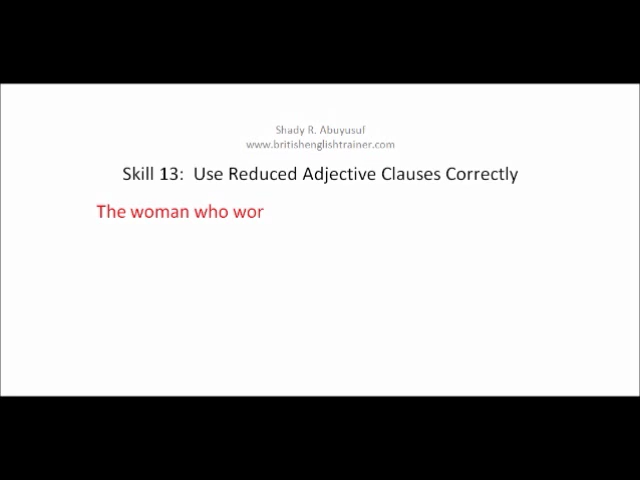 Shady R. Abuyusuf
www.britishenglishtrainer.com
Skill 13: Use Reduced Adjective Clauses Correctly
The woman who wor